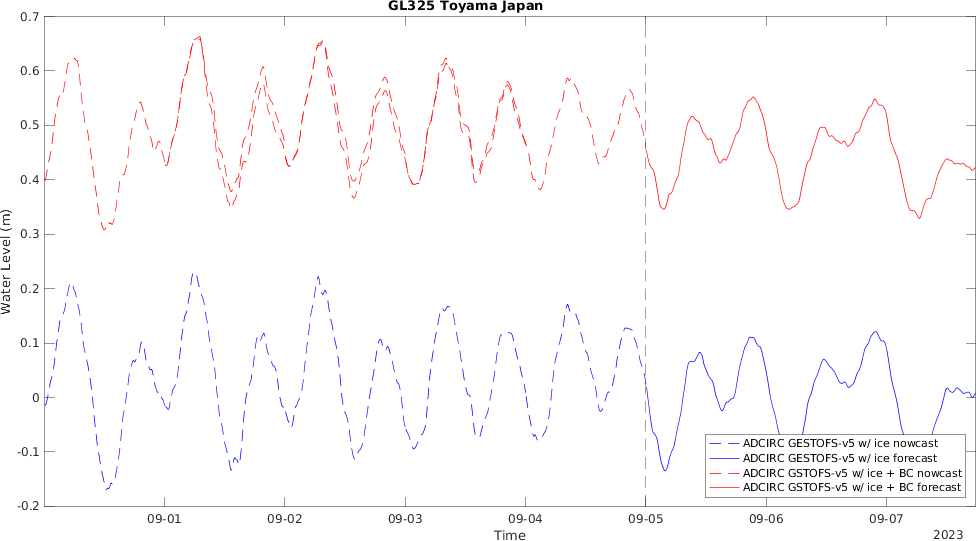 GL325 Toyama Japan
0.7
0.6
0.5
0.4
0.3
0.2
0.1
0
-0.1
-0.2
Water Level (m)
ADCIRC GESTOFS-v5 w/ ice nowcast
ADCIRC GESTOFS-v5 w/ ice forecast
ADCIRC GSTOFS-v5 w/ ice + BC nowcast
ADCIRC GSTOFS-v5 w/ ice + BC forecast
09-01 09-02 09-03 09-04 09-05 09-06 09-07
Time
2023